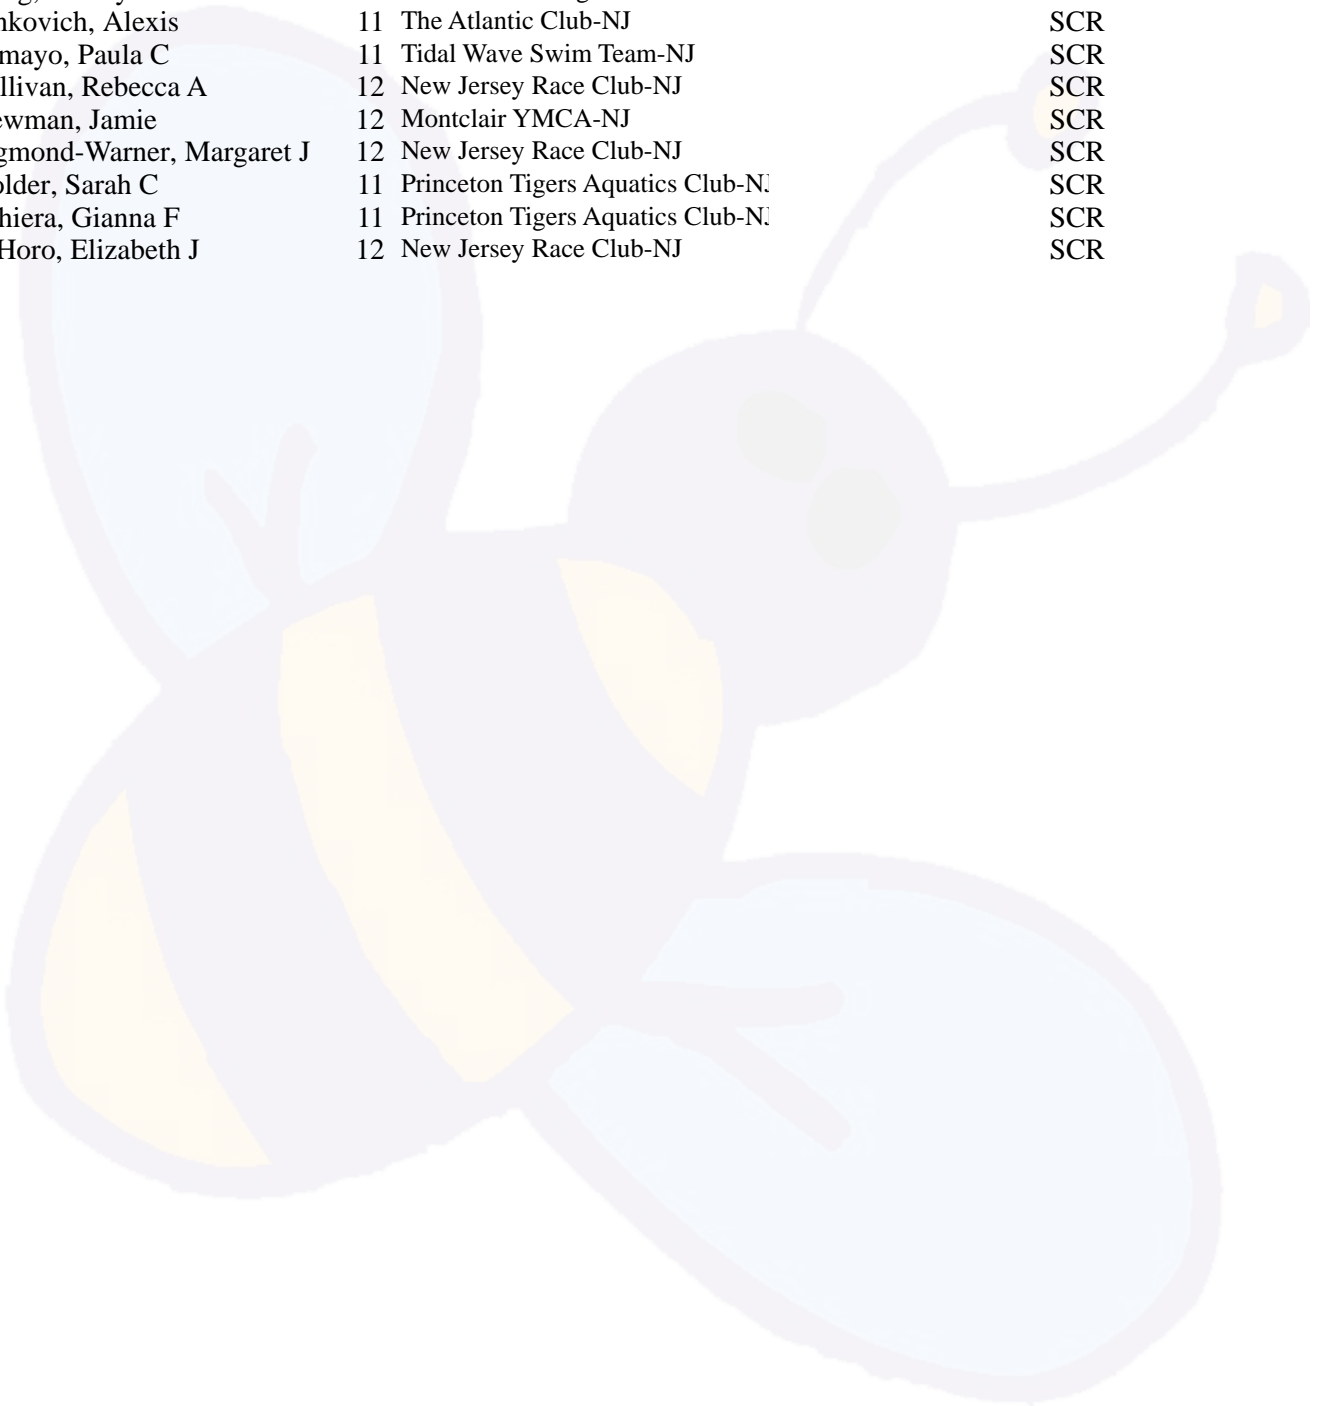 nkovich, Alexis 11 The Atlantic Club-NJ SCR
mayo, Paula C 11 Tidal Wave Swim Team-NJ SCR
llivan, Rebecca A 12 New Jersey Race Club-NJ SCR
ewman, Jamie 12 Montclair YMCA-NJ SCR
gmond-Warner, Margaret J 12 New Jersey Race Club-NJ SCR
older, Sarah C 11 Princeton Tigers Aquatics Club-NJ SCR
hiera, Gianna F 11 Princeton Tigers Aquatics Club-NJ SCR
Horo, Elizabeth J 12 New Jersey Race Club-NJ SCR